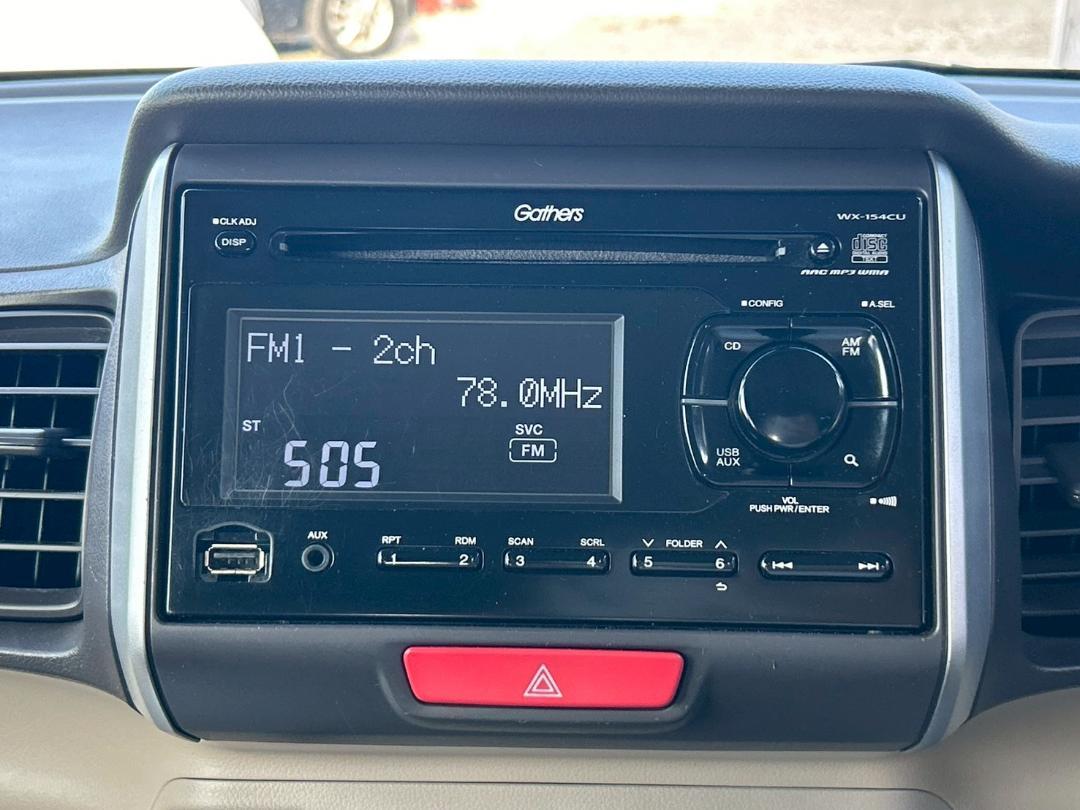 Gathers
WX-154CU
CLK ADJ
DISP
COMPACT
disc
DIGITAL AUDIO
TEXT
AAC MP3 WMA
FM1 - 2ch
78.0MHz
ST
SVC
FM
505
CONFIG
A.SEL
CD
AM
FM
USB
AUX
VOL
PUSH PWR/ENTER
AUX
RPT
RDM
1
2
SCAN
SCRL
3
4
FOLDER
5
6